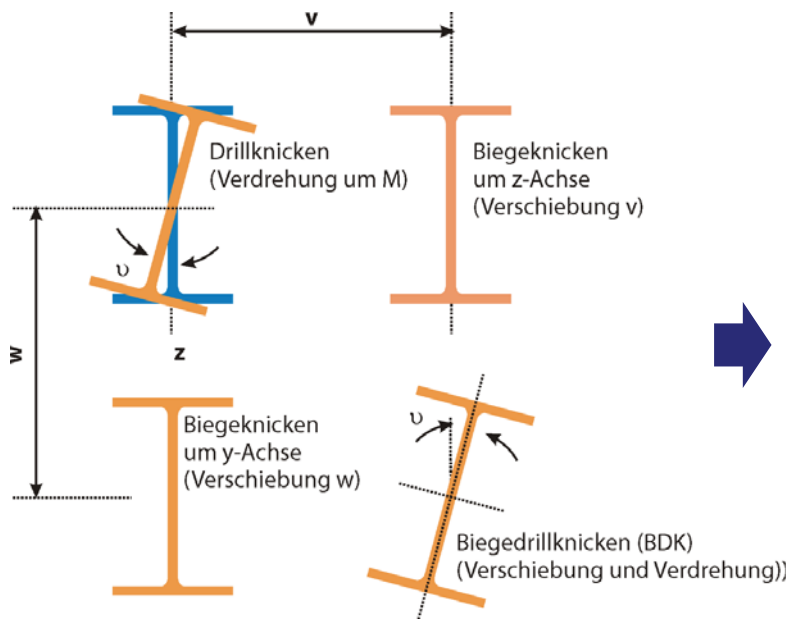 v
Drillknicken
(Verdrehung um M)
Biegeknicken
um z-Achse
(Verschiebung v)
υ
w
z
Biegeknicken
um y-Achse
(Verschiebung w)
υ
Biegedrillknicken (BDK)
(Verschiebung und Verdrehung))